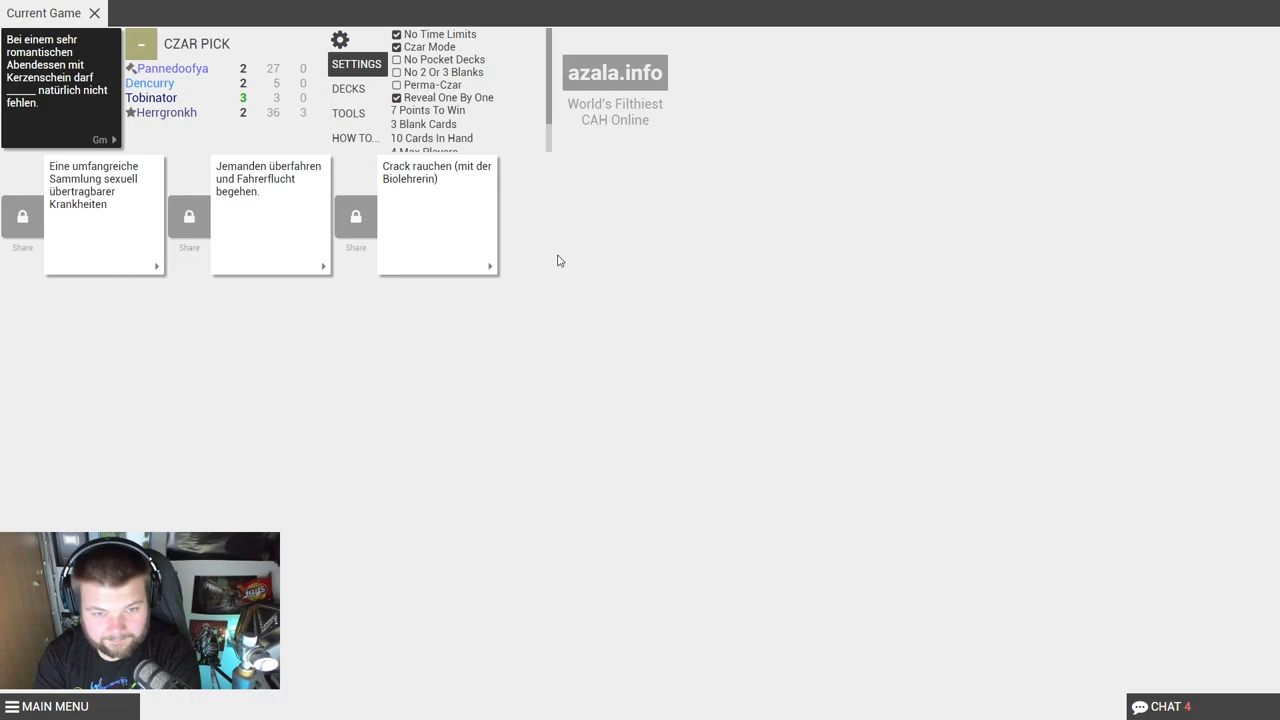 Current Game
Bei einem sehr
romantischen
Abendessen mit
Kerzenschein darf
_____ natürlich nicht
fehlen.
Gm
–
CZAR PICK
Pannedoofya 2 27 0
Dencurry 2 5 0
Tobinator 3 3 0
Herrgronkh 2 36 3
SETTINGS
DECKS
TOOLS
HOW TO...
No Time Limits
Czar Mode
No Pocket Decks
No 2 Or 3 Blanks
Perma-Czar
Reveal One By One
7 Points To Win
3 Blank Cards
10 Cards In Hand
4 Max Players
azala.info
World's Filthiest
CAH Online
Share
Eine umfangreiche
Sammlung sexuell
übertragbarer
Krankheiten
Share
Jemanden überfahren
und Fahrerflucht
begehen.
Share
Crack rauchen (mit der
Biolehrerin)
Lays
MAIN MENU
CHAT 4